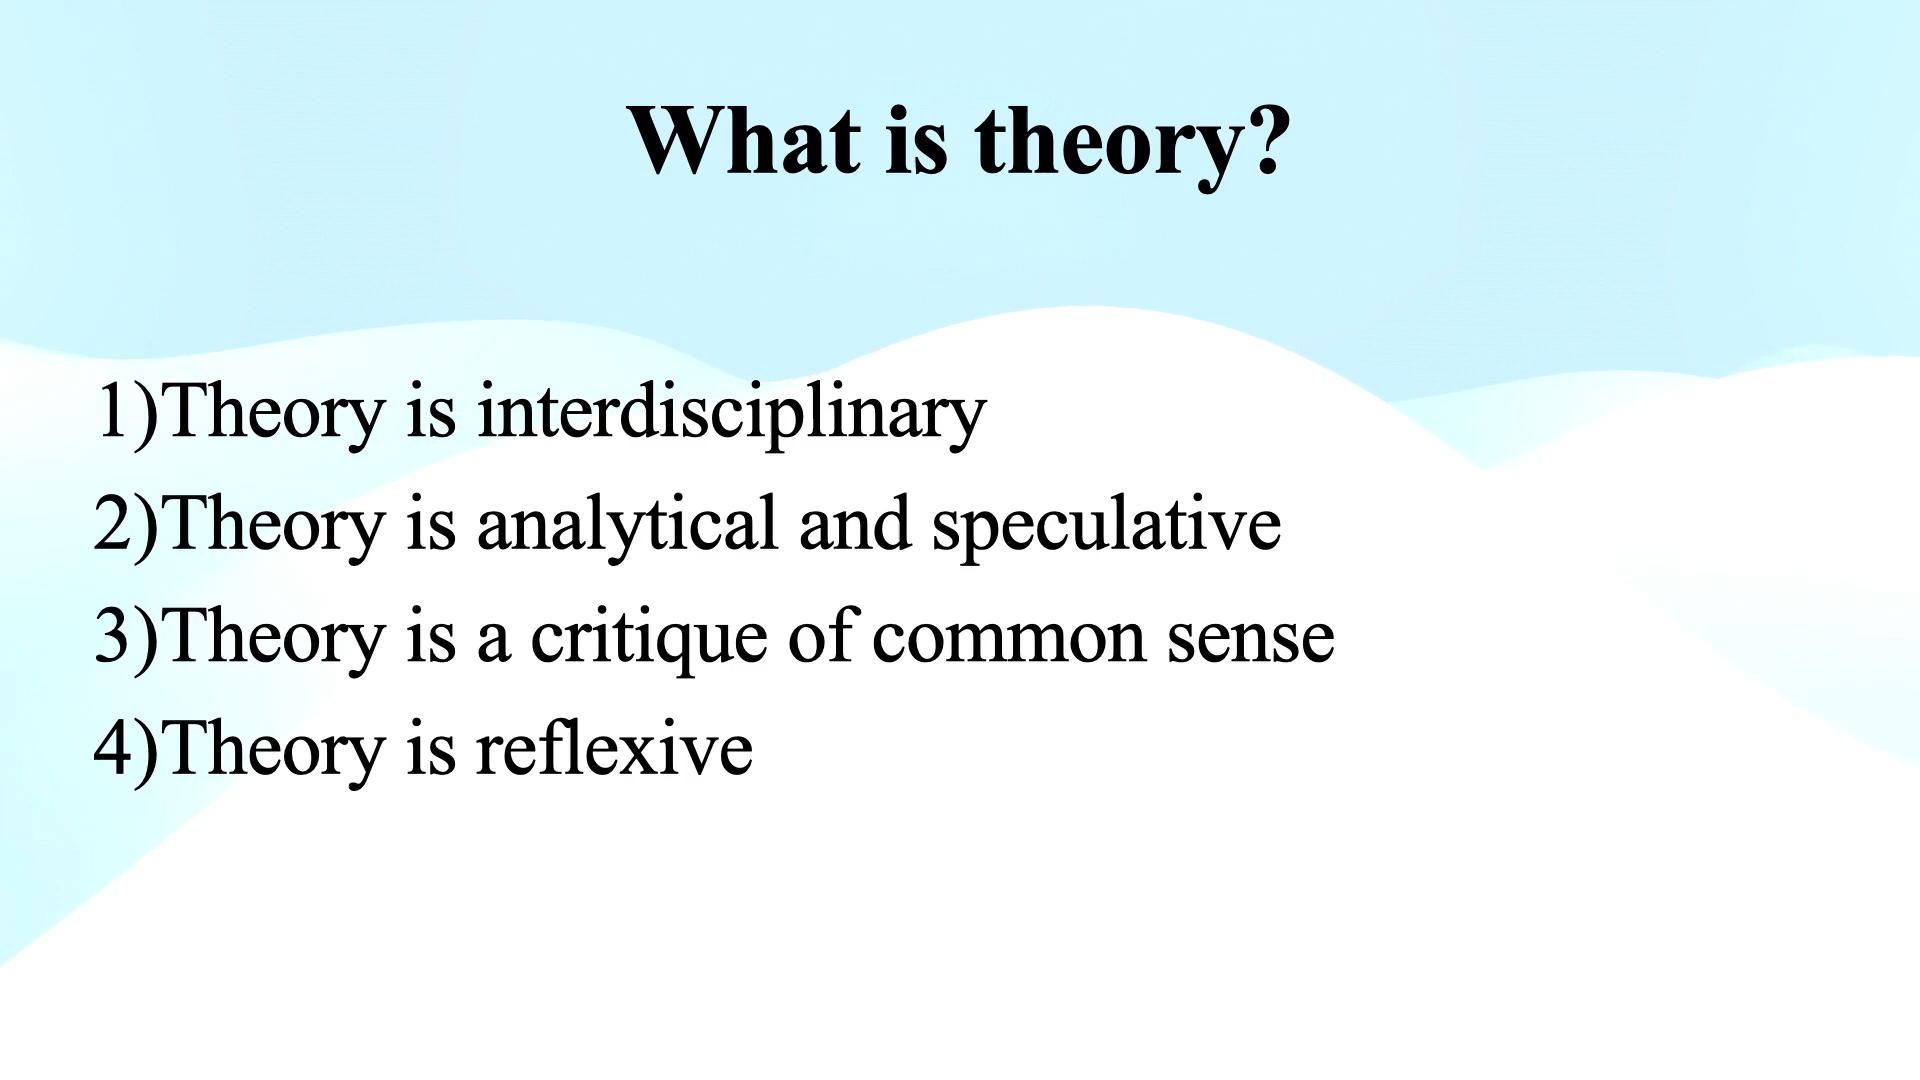 What is theory?
1)Theory is interdisciplinary
2)Theory is analytical and speculative
3)Theory is a critique of common sense
4)Theory is reflexive